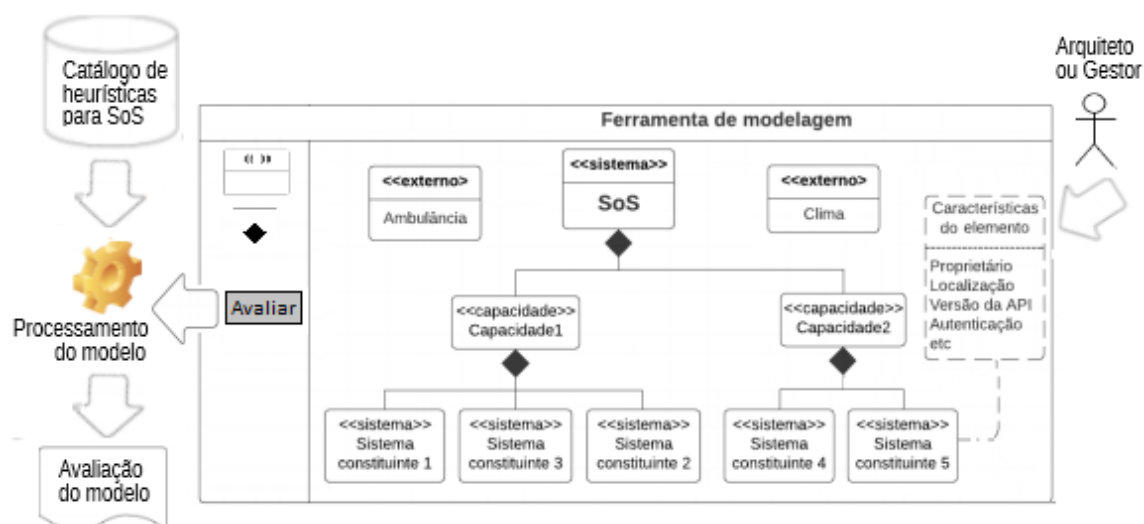 Catálogo de
heurísticas
para SoS
Processamento
do modelo
Avaliação
do modelo
Ferramenta de modelagem
<< >>
Avaliar
<<externo>
Ambulância
<<sistema>>
SoS
<<externo>
Clima
<<capacidade>>
Capacidade1
<<capacidade>>
Capacidade2
<<sistema>>
Sistema
constituinte 1
<<sistema>>
Sistema
constituinte 3
<<sistema>>
Sistema
constituinte 2
<<sistema>>
Sistema
constituinte 4
<<sistema>>
Sistema
constituinte 5
Características
do elemento
Proprietário
Localização
Versão da API
Autenticação
etc
Arquiteto
ou Gestor